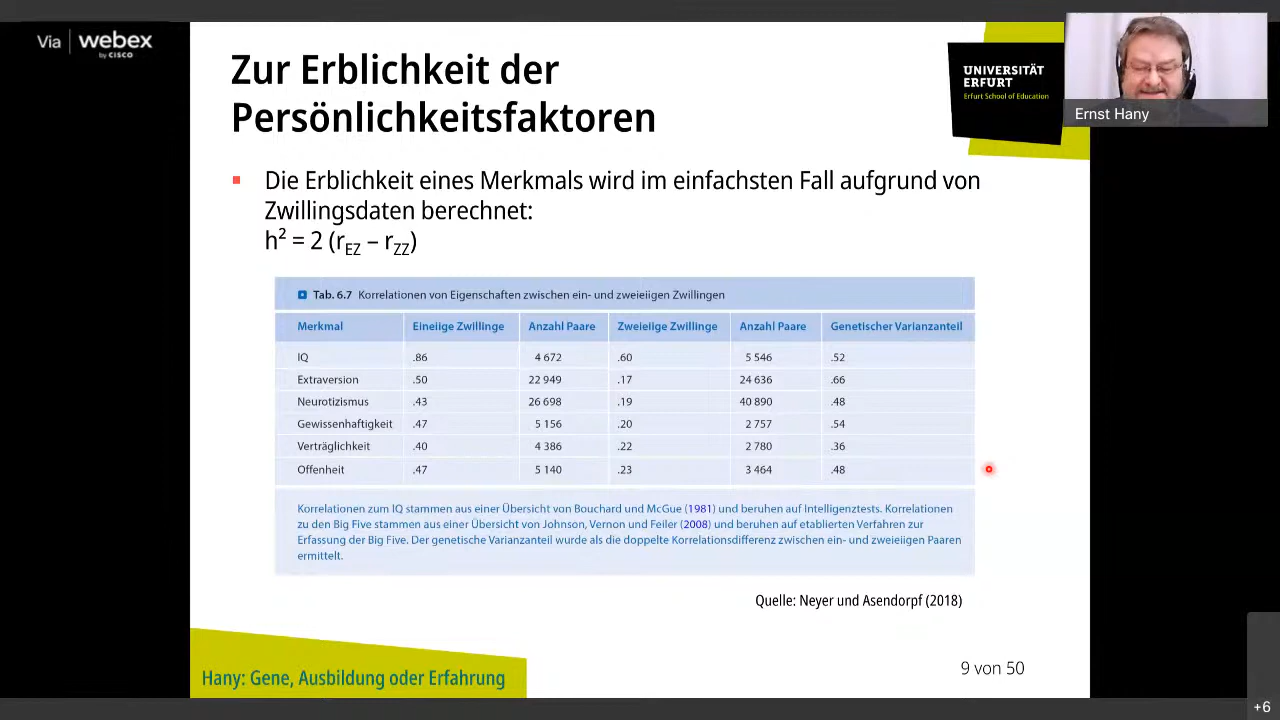 Via webex
by CISCO
Zur Erblichkeit der
Persönlichkeitsfaktoren
UNIVERSITÄT
ERFURT
Erfurt School of Education
Ernst Hany
Die Erblichkeit eines Merkmals wird im einfachsten Fall aufgrund von
Zwillingsdaten berechnet:
h² = 2 (rEZ – rZZ)
Tab. 6.7 Korrelationen von Eigenschaften zwischen ein- und zweieiigen Zwillingen
Merkmal Eineiige Zwillinge Anzahl Paare Zweieiige Zwillinge Anzahl Paare Genetischer Varianzanteil
IQ .86 4 672 .60 5 546 .52
Extraversion .50 22 949 .17 24 636 .66
Neurotizismus .43 26 698 .19 40 890 .48
Gewissenhaftigkeit .47 5 156 .20 2 757 .54
Verträglichkeit .40 4 386 .22 2 780 .36
Offenheit .47 5 140 .23 3 464 .48
Korrelationen zum IQ stammen aus einer Übersicht von Bouchard und McGue (1981) und beruhen auf Intelligenztests. Korrelationen
zu den Big Five stammen aus einer Übersicht von Johnson, Vernon und Feiler (2008) und beruhen auf etablierten Verfahren zur
Erfassung der Big Five. Der genetische Varianzanteil wurde als die doppelte Korrelationsdifferenz zwischen ein- und zweieiigen Paaren
ermittelt.
Quelle: Neyer und Asendorpf (2018)
Hany: Gene, Ausbildung oder Erfahrung
9 von 50
+6